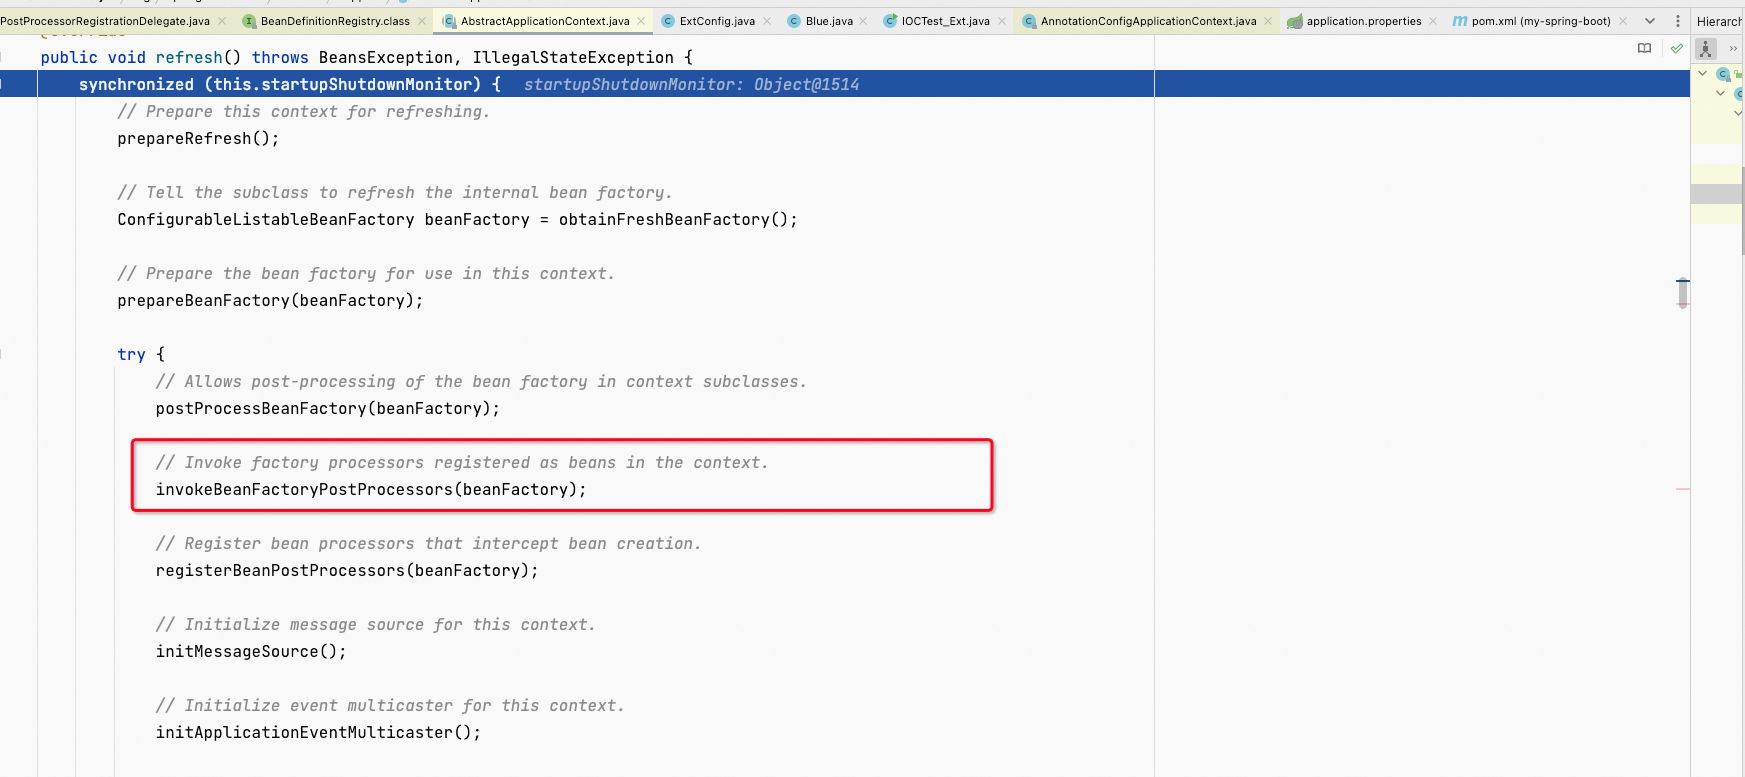 PostProcessorRegistrationDelegate.java BeanDefinitionRegistry.class AbstractApplicationContext.java ExtConfig.java Blue.java IOCTest_Ext.java AnnotationConfigApplicationContext.java application.properties pom.xml (my-spring-boot) Hierarch
public void refresh() throws BeansException, IllegalStateException {
synchronized (this.startupShutdownMonitor) { startupShutdownMonitor: Object@1514
// Prepare this context for refreshing.
prepareRefresh();
// Tell the subclass to refresh the internal bean factory.
ConfigurableListableBeanFactory beanFactory = obtainFreshBeanFactory();
// Prepare the bean factory for use in this context.
prepareBeanFactory(beanFactory);
try {
// Allows post-processing of the bean factory in context subclasses.
postProcessBeanFactory(beanFactory);
// Invoke factory processors registered as beans in the context.
invokeBeanFactoryPostProcessors(beanFactory);
// Register bean processors that intercept bean creation.
registerBeanPostProcessors(beanFactory);
// Initialize message source for this context.
initMessageSource();
// Initialize event multicaster for this context.
initApplicationEventMulticaster();